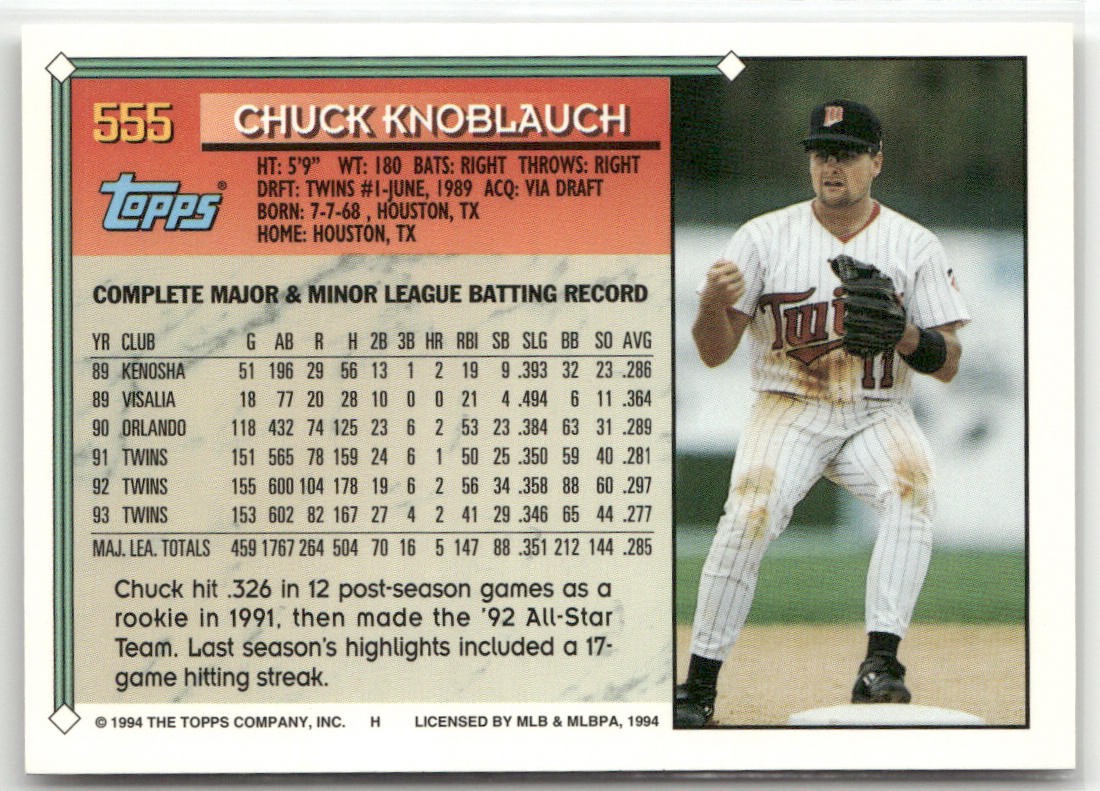 555
CHUCK KNOBLAUCH
Topps®
HT: 5'9" WT: 180 BATS: RIGHT THROWS: RIGHT
DRFT: TWINS #1-JUNE, 1989 ACQ: VIA DRAFT
BORN: 7-7-68 , HOUSTON, TX
HOME: HOUSTON, TX
COMPLETE MAJOR & MINOR LEAGUE BATTING RECORD
YR CLUB G AB R H 2B 3B HR RBI SB SLG BB SO AVG
89 KENOSHA 51 196 29 56 13 1 2 19 9 .393 32 23 .286
89 VISALIA 18 77 20 28 10 0 0 21 4 .494 6 11 .364
90 ORLANDO 118 432 74 125 23 6 2 53 23 .384 63 31 .289
91 TWINS 151 565 78 159 24 6 1 50 25 .350 59 40 .281
92 TWINS 155 600 104 178 19 6 2 56 34 .358 88 60 .297
93 TWINS 153 602 82 167 27 4 2 41 29 .346 65 44 .277
MAJ. LEA. TOTALS 459 1767 264 504 70 16 5 147 88 .351 212 144 .285
Chuck hit .326 in 12 post-season games as a
rookie in 1991, then made the '92 All-Star
Team. Last season's highlights included a 17-
game hitting streak.
© 1994 THE TOPPS COMPANY, INC. H LICENSED BY MLB & MLBPA, 1994
Twi
11